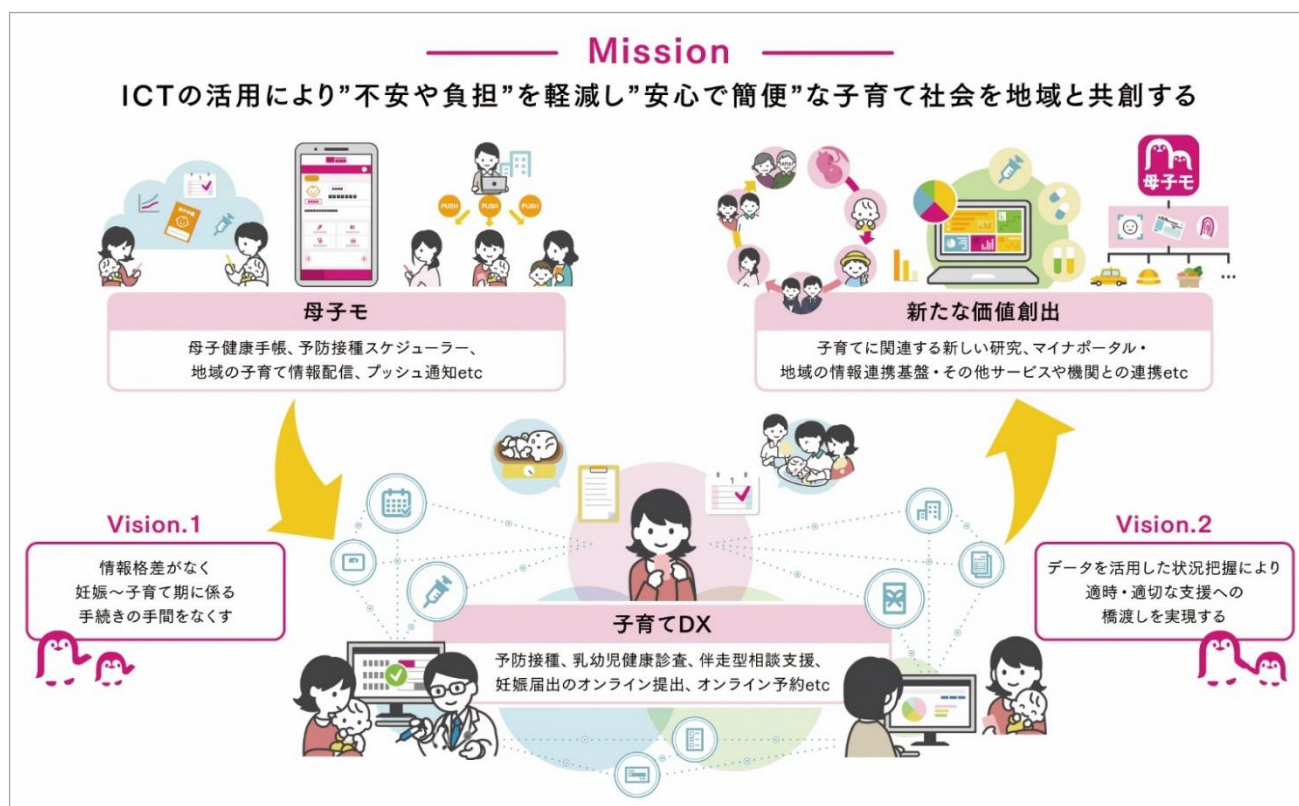 Mission
ICTの活用により”不安や負担”を軽減し”安心で簡便”な子育て社会を地域と共創する
PUSH
PUSH
PUSH
母子モ
母子モ
母子健康手帳、予防接種スケジューラー、
地域の子育て情報配信、プッシュ通知etc
新たな価値創出
子育てに関連する新しい研究、マイナポータル・
地域の情報連携基盤・その他サービスや機関との連携etc
Vision.1
情報格差がなく
妊娠～子育て期に係る
手続きの手間をなくす
1
Vision.2
データを活用した状況把握により
適時・適切な支援への
橋渡しを実現する
子育てDX
予防接種、乳幼児健康診査、伴走型相談支援、
妊娠届出のオンライン提出、オンライン予約etc